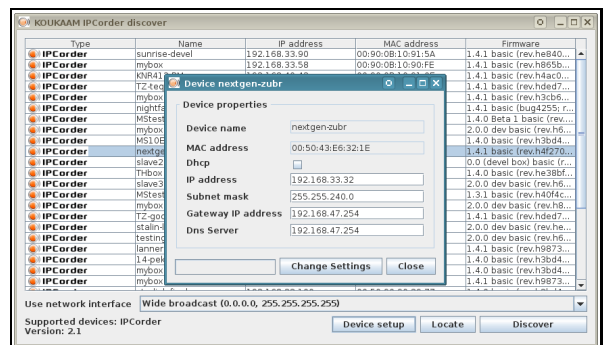 KOUKAAM IPCorder discover
Type Name IP address MAC address Firmware
IPCorder sunrise-devel 192.168.33.90 00:90:0B:10:91:5A 1.4.1 basic (rev.he840...
IPCorder mybox 192.168.33.58 00:90:0B:10:90:FE 1.4.1 basic (rev.h865b...
IPCorder 1.4.1 basic (rev.h4ac0...
IPCorder 1.4.1 basic (rev.hded7...
IPCorder mybox 1.4.1 basic (rev.h3cb6...
IPCorder 1.4.1 basic (bug4255; r...
IPCorder MStest 1.4.0 Beta 1 basic (rev....
IPCorder mybox 2.0.0 dev basic (rev.h6...
IPCorder MS10E 1.4.0 basic (rev.h3bd4...
IPCorder nextge 1.4.1 basic (rev.h4f270...
IPCorder slave2 0.0 (devel box) basic (r...
IPCorder THbox 1.4.0 basic (rev.he38bf...
IPCorder slave3 2.0.0 dev basic (rev.h6...
IPCorder MStest 1.3.1 basic (rev.h40f4c...
IPCorder mybox 2.0.0 dev basic (rev.h8...
IPCorder TZ-goo 1.4.1 basic (rev.hded7...
IPCorder stalin-l 2.0.0 dev basic (rev.he...
IPCorder testing 2.0.0 dev basic (rev.h6...
IPCorder lanner 1.4.1 basic (rev.h9873...
IPCorder 14-pek 1.4.0 basic (rev.h3bd4...
IPCorder mybox 1.4.0 basic (rev.h3bd4...
IPCorder mybox 1.4.1 basic (rev.h9873...
Device nextgen-zubr
Device properties
Device name nextgen-zubr
MAC address 00:50:43:E6:32:1E
Dhcp
IP address 192.168.33.32
Subnet mask 255.255.240.0
Gateway IP address 192.168.47.254
Dns Server 192.168.47.254
Change Settings Close
Use network interface Wide broadcast (0.0.0.0, 255.255.255.255)
Supported devices: IPCorder
Version: 2.1
Device setup Locate Discover